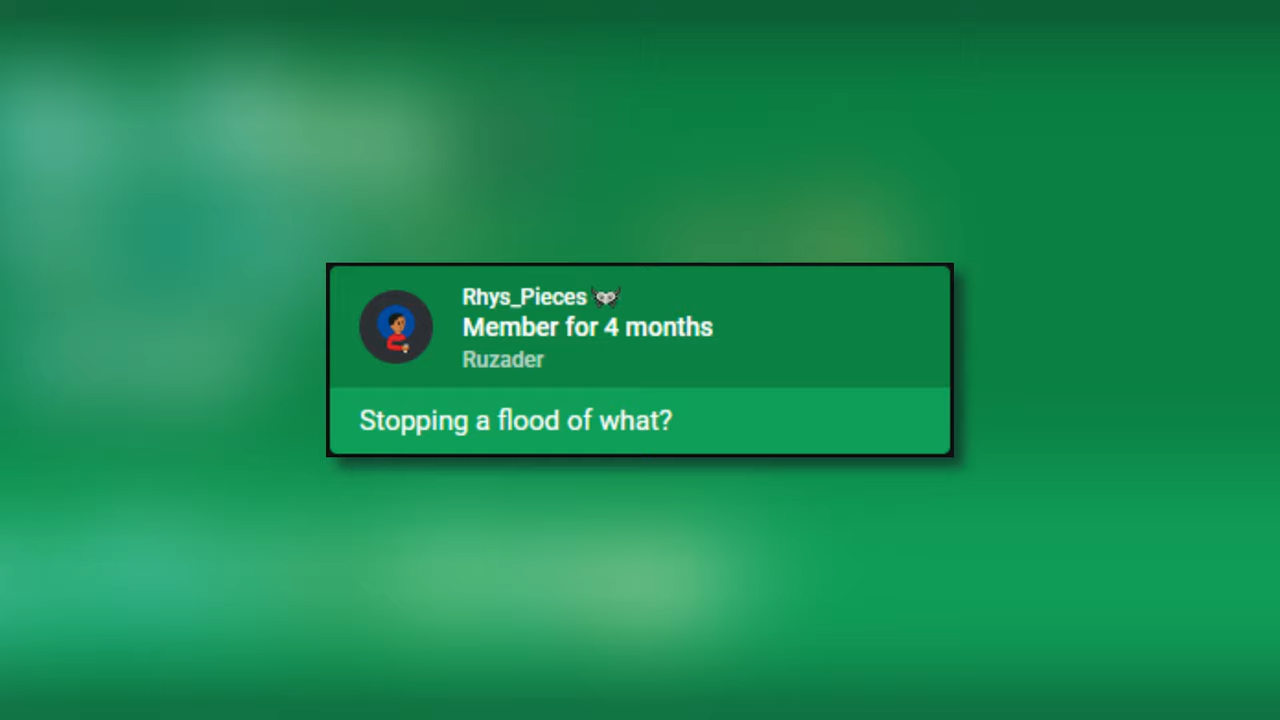 Rhys_Pieces
Member for 4 months
Ruzader
Stopping a flood of what?